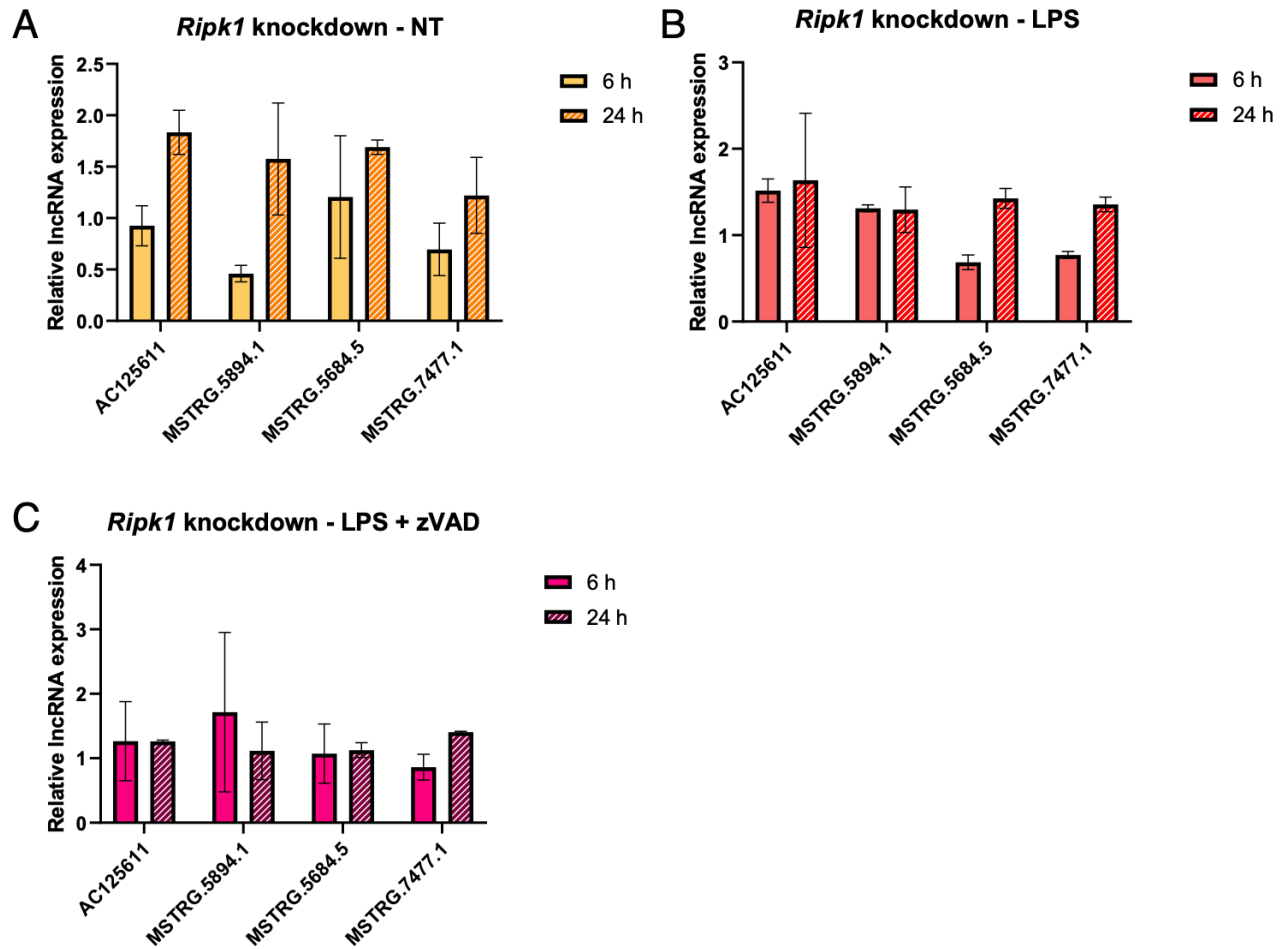 A
Ripk1 knockdown - NT
Relative lncRNA expression
2.5
2.0
1.5
1.0
0.5
0.0
AC125611
MSTRG.5894.1
MSTRG.5684.5
MSTRG.7477.1
6 h
24 h
B
Ripk1 knockdown - LPS
Relative lncRNA expression
3
2
1
0
AC125611
MSTRG.5894.1
MSTRG.5684.5
MSTRG.7477.1
6 h
24 h
C
Ripk1 knockdown - LPS + zVAD
Relative lncRNA expression
4
3
2
1
0
AC125611
MSTRG.5894.1
MSTRG.5684.5
MSTRG.7477.1
6 h
24 h